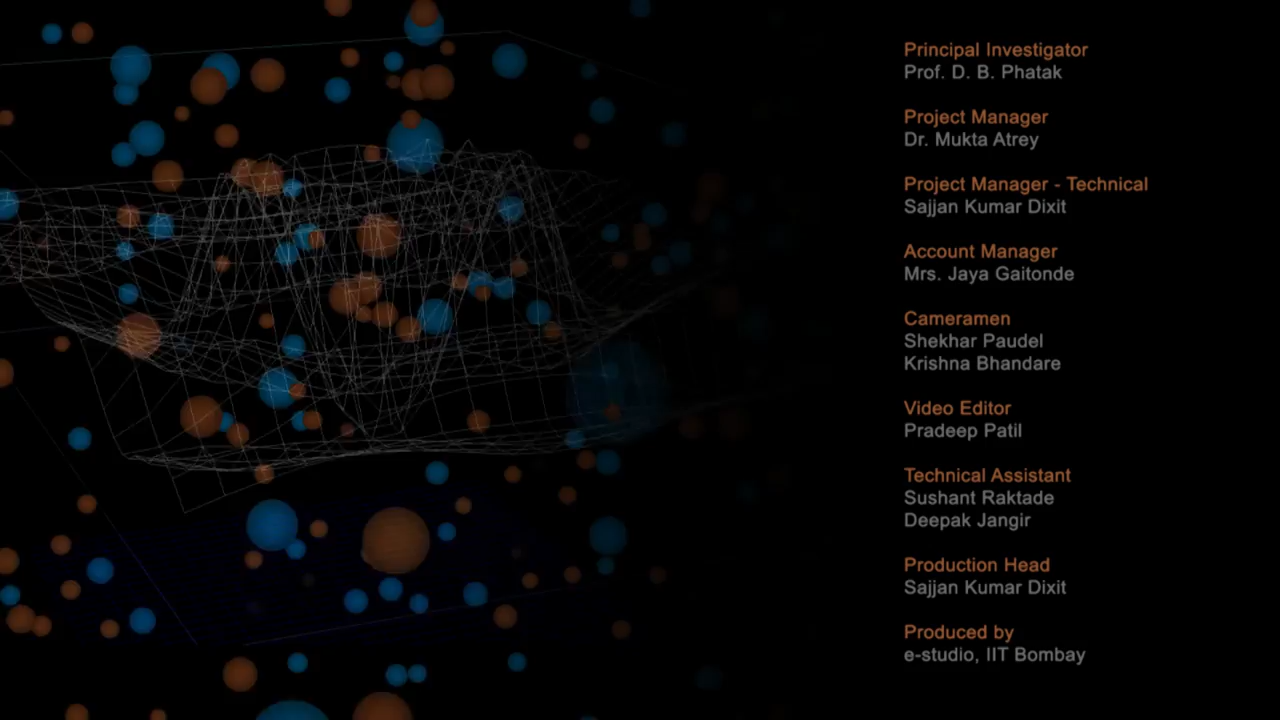 Principal Investigator
Prof. D. B. Phatak
Project Manager
Dr. Mukta Atrey
Project Manager - Technical
Sajjan Kumar Dixit
Account Manager
Mrs. Jaya Gaitonde
Cameramen
Shekhar Paudel
Krishna Bhandare
Video Editor
Pradeep Patil
Technical Assistant
Sushant Raktade
Deepak Jangir
Production Head
Sajjan Kumar Dixit
Produced by
e-studio, IIT Bombay